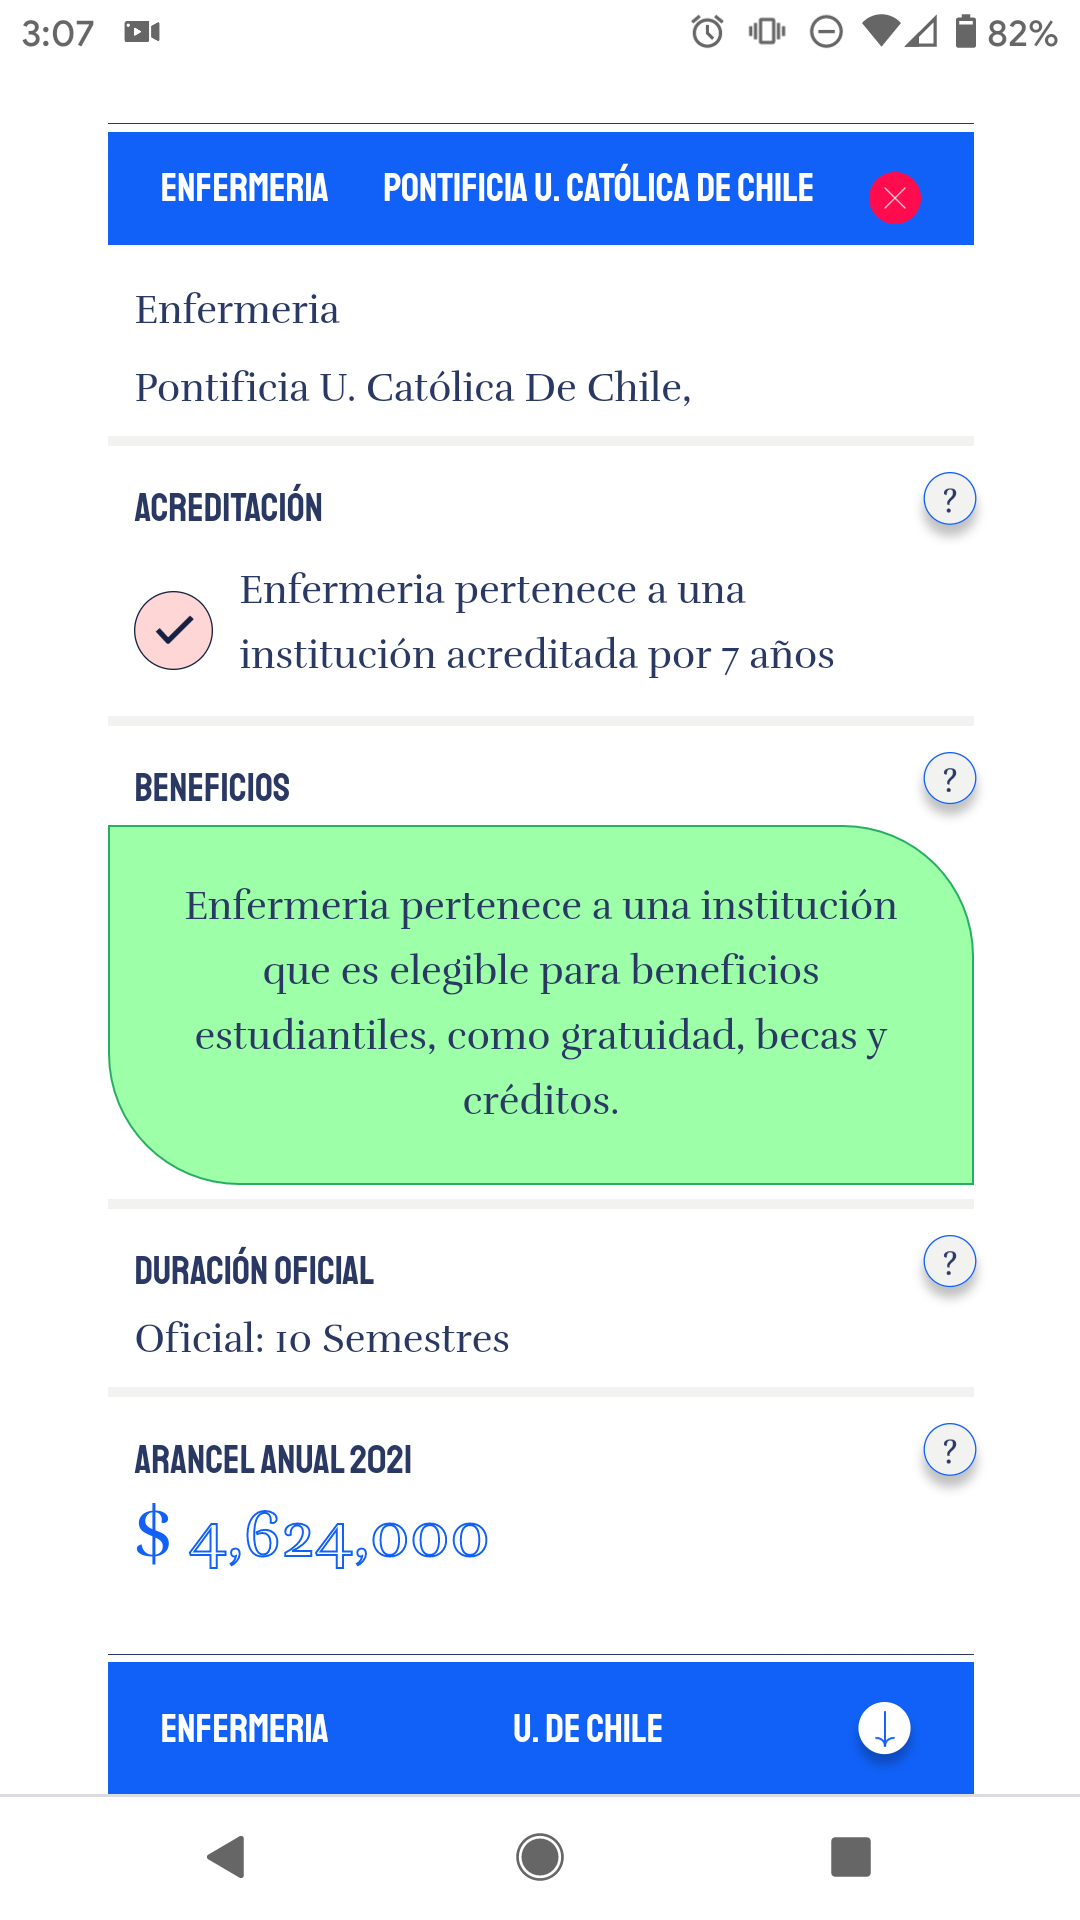 3:07
82%
ENFERMERIA PONTIFICIA U. CATÓLICA DE CHILE
Enfermeria
Pontificia U. Católica De Chile,
ACREDITACIÓN
?
Enfermeria pertenece a una
institución acreditada por 7 años
BENEFICIOS
?
Enfermeria pertenece a una institución
que es elegible para beneficios
estudiantiles, como gratuidad, becas y
créditos.
DURACIÓN OFICIAL
?
Oficial: 10 Semestres
ARANCEL ANUAL 2021
?
$ 4,624,000
ENFERMERIA U. DE CHILE